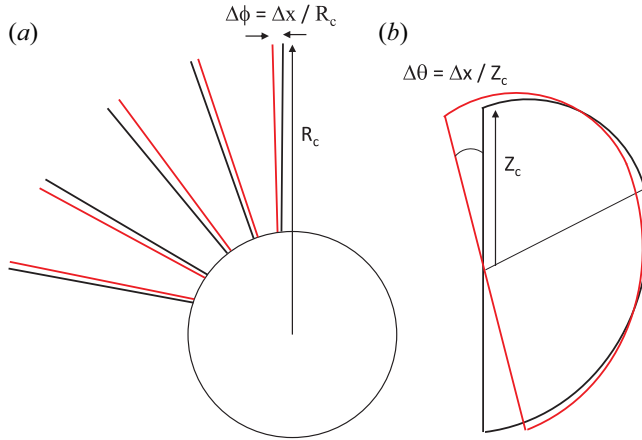 (a)
Δϕ = Δx / R_c
R_c
(b)
Δθ = Δx / Z_c
Z_c